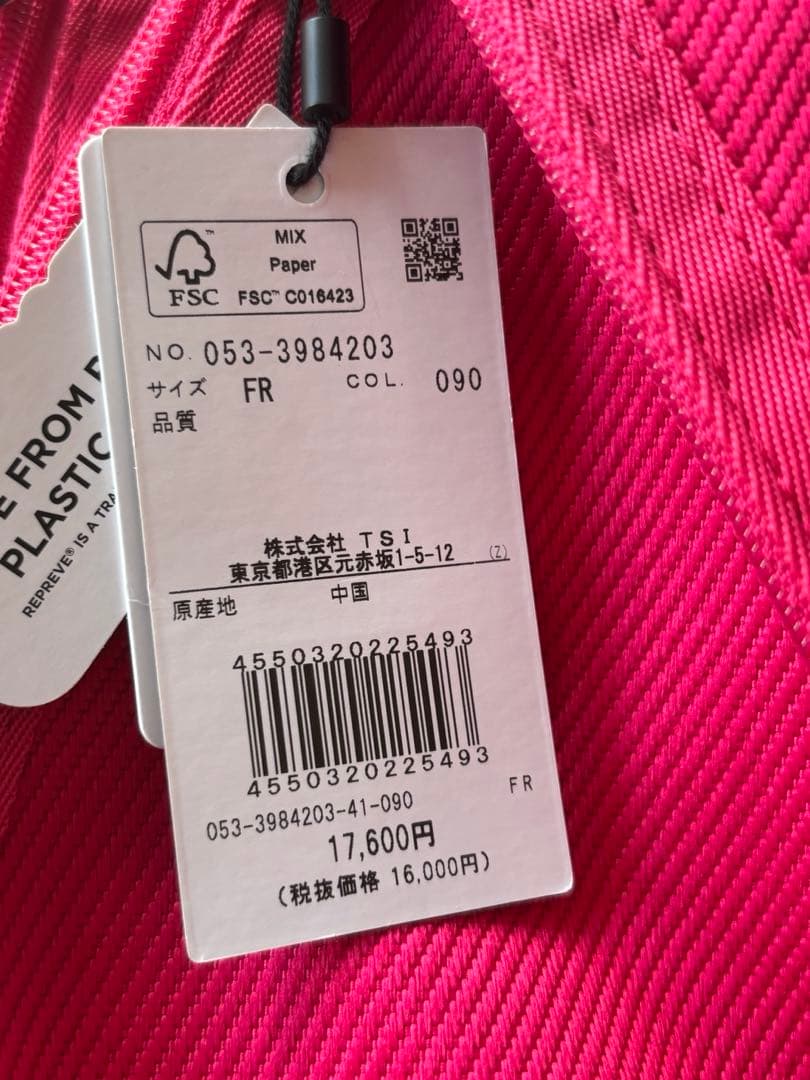 MIX
Paper
FSC™ C016423
FSC
NO. 053-3984203
サイズ FR COL. 090
品質
株式会社 TSI
東京都港区元赤坂1-5-12 (Z)
原産地 中国
4550320225493
4550320225493
053-3984203-41-090 FR
17,600円
(税抜価格 16,000円)
FROM
PLASTIC
REPREVE® IS A